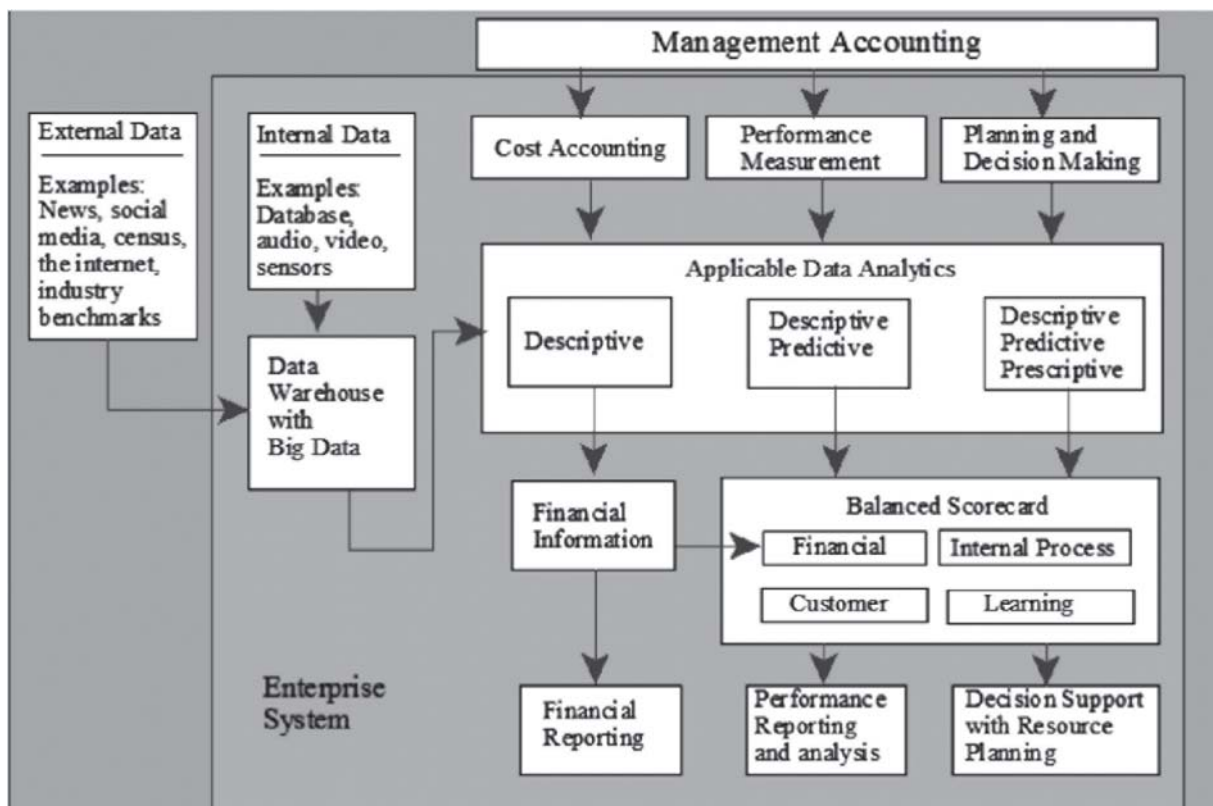 Management Accounting
External Data
Examples:
News, social
media, census,
the internet,
industry
benchmarks
Internal Data
Examples:
Database,
audio, video,
sensors
Cost Accounting
Performance
Measurement
Planning and
Decision Making
Applicable Data Analytics
Descriptive
Descriptive
Predictive
Descriptive
Predictive
Prescriptive
Data
Warehouse
with
Big Data
Financial
Information
Balanced Scorecard
Financial
Internal Process
Customer
Learning
Enterprise
System
Financial
Reporting
Performance
Reporting
and analysis
Decision Support
with Resource
Planning